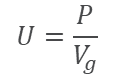 U = P / V_g